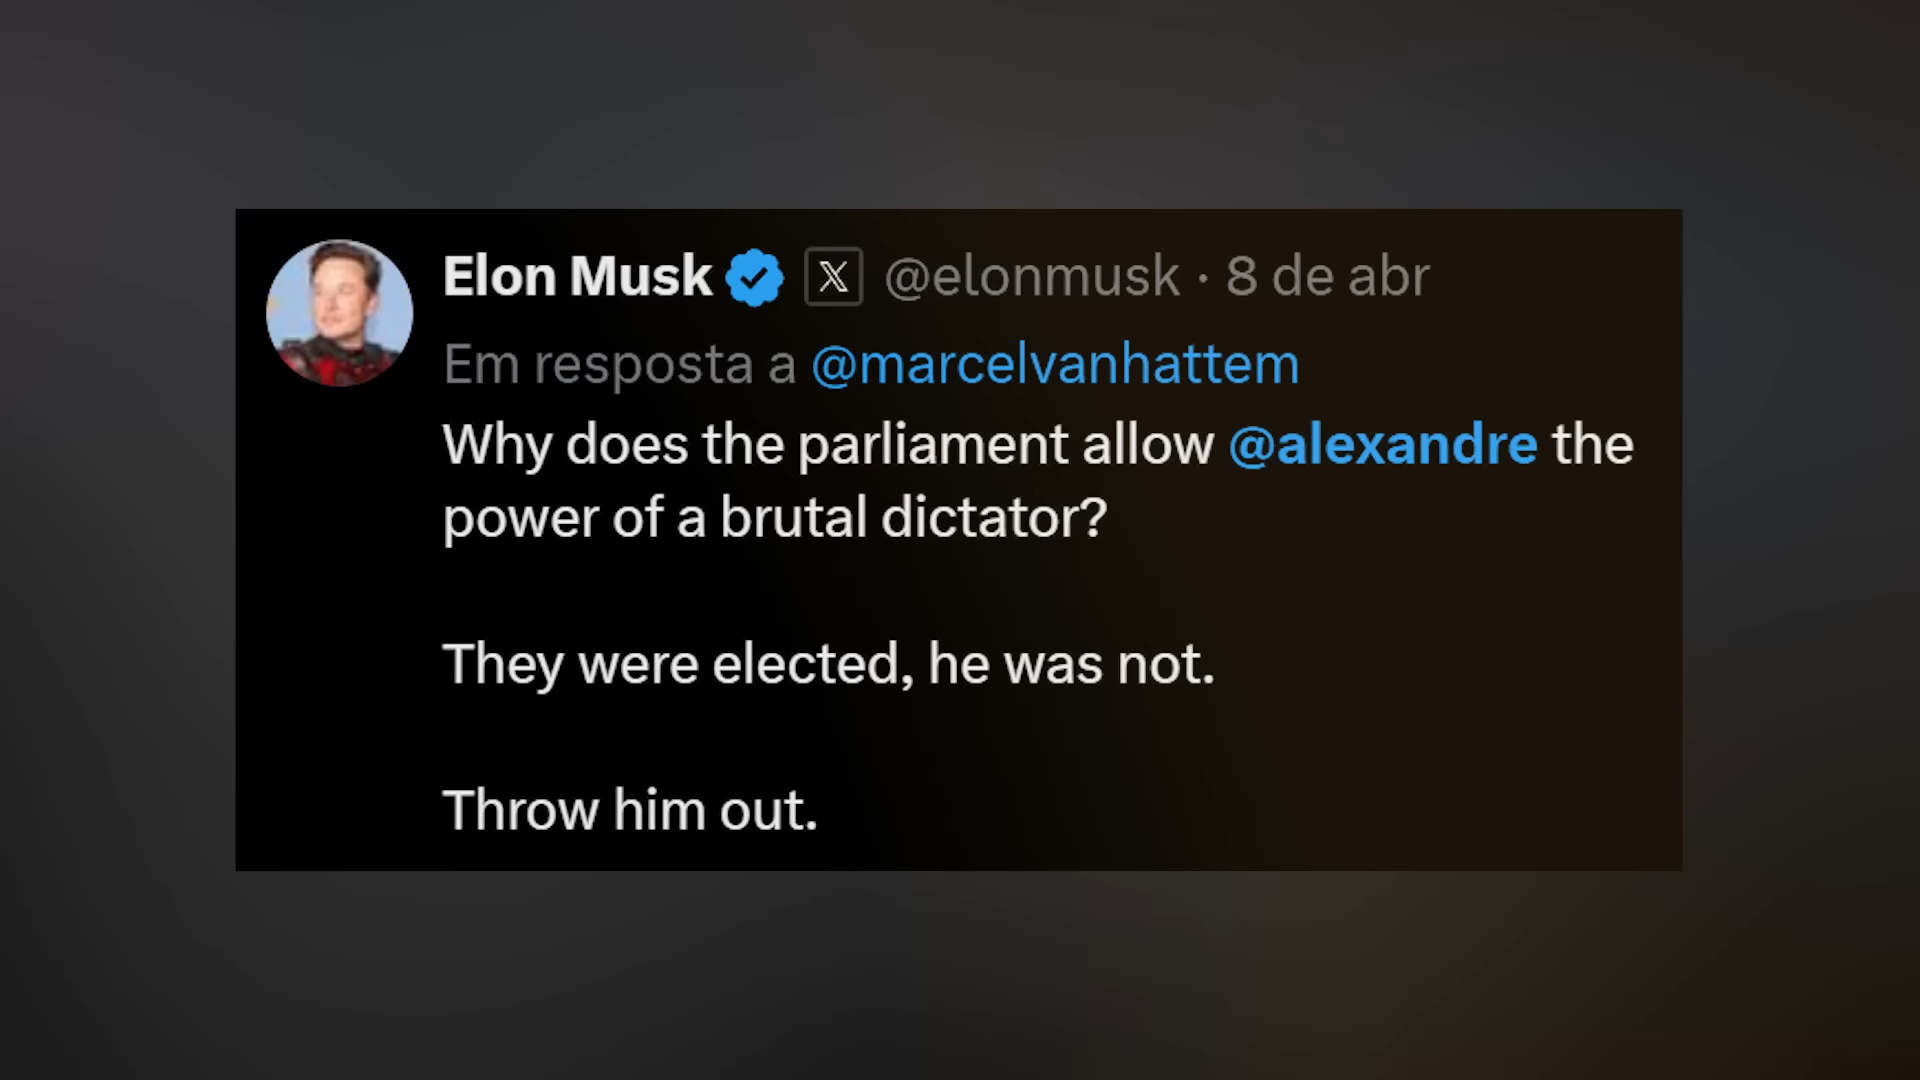 Elon Musk @elonmusk · 8 de abr
Em resposta a @marcelvanhattem
Why does the parliament allow @alexandre the
power of a brutal dictator?
They were elected, he was not.
Throw him out.